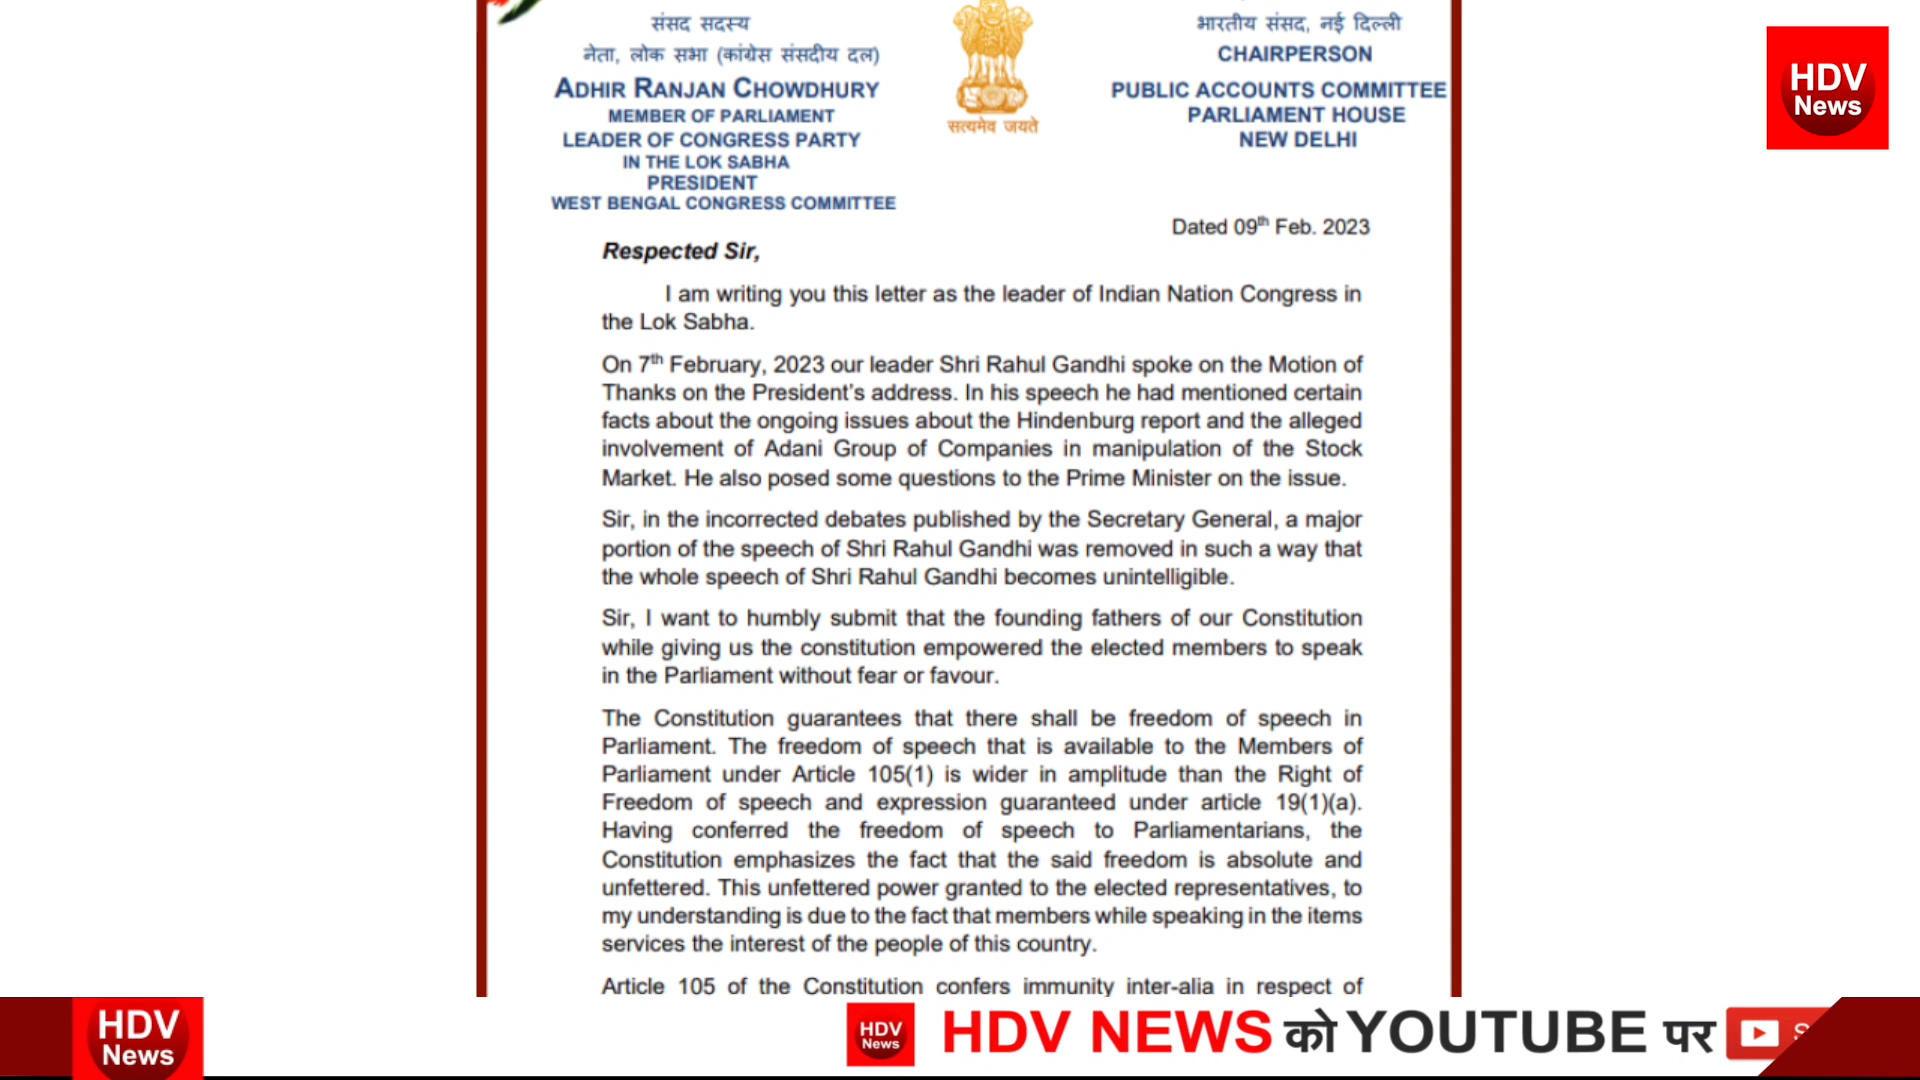 संसद सदस्य
नेता, लोक सभा (कांग्रेस संसदीय दल)
ADHIR RANJAN CHOWDHURY
MEMBER OF PARLIAMENT
LEADER OF CONGRESS PARTY
IN THE LOK SABHA
PRESIDENT
WEST BENGAL CONGRESS COMMITTEE
सत्यमेव जयते
भारतीय संसद, नई दिल्ली
CHAIRPERSON
PUBLIC ACCOUNTS COMMITTEE
PARLIAMENT HOUSE
NEW DELHI
HDV
News
Dated 09th Feb. 2023
Respected Sir,
I am writing you this letter as the leader of Indian Nation Congress in
the Lok Sabha.
On 7th February, 2023 our leader Shri Rahul Gandhi spoke on the Motion of
Thanks on the President's address. In his speech he had mentioned certain
facts about the ongoing issues about the Hindenburg report and the alleged
involvement of Adani Group of Companies in manipulation of the Stock
Market. He also posed some questions to the Prime Minister on the issue.
Sir, in the incorrected debates published by the Secretary General, a major
portion of the speech of Shri Rahul Gandhi was removed in such a way that
the whole speech of Shri Rahul Gandhi becomes unintelligible.
Sir, I want to humbly submit that the founding fathers of our Constitution
while giving us the constitution empowered the elected members to speak
in the Parliament without fear or favour.
The Constitution guarantees that there shall be freedom of speech in
Parliament. The freedom of speech that is available to the Members of
Parliament under Article 105(1) is wider in amplitude than the Right of
Freedom of speech and expression guaranteed under article 19(1)(a).
Having conferred the freedom of speech to Parliamentarians, the
Constitution emphasizes the fact that the said freedom is absolute and
unfettered. This unfettered power granted to the elected representatives, to
my understanding is due to the fact that members while speaking in the items
services the interest of the people of this country.
Article 105 of the Constitution confers immunity inter-alia in respect of
HDV
News
HDV
News
HDV NEWS को YOUTUBE पर